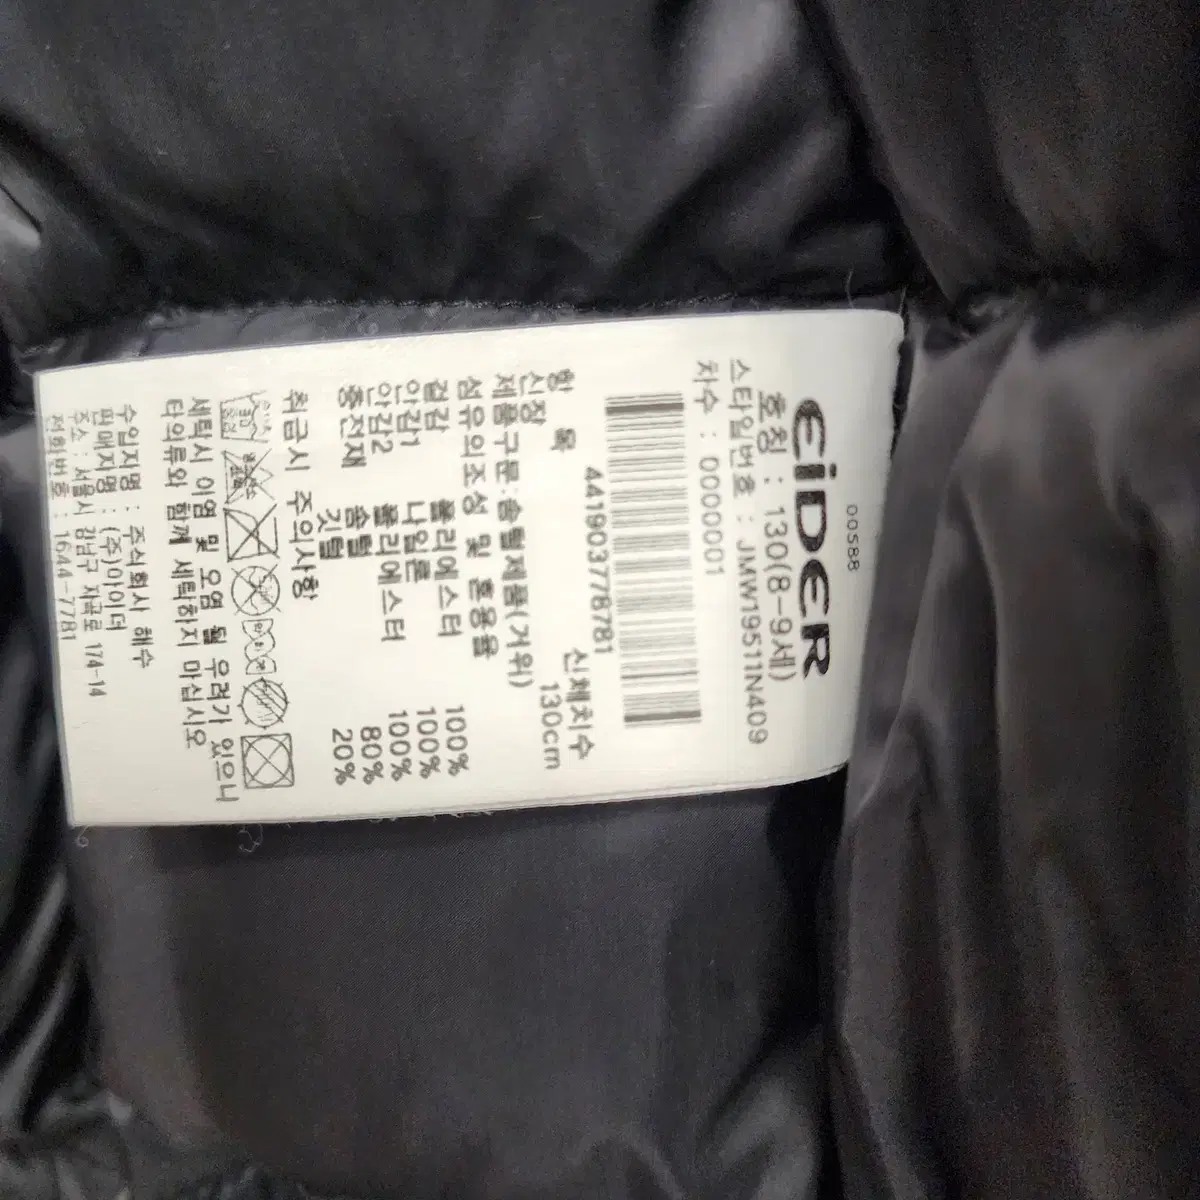 00588
EiDER
호칭 : 130(8-9세)
스타일번호 : JMW19511N409
차수 : 0000001
441903778781
항 목 신체치수
신장 130cm
제품구분:솜털제품(거위)
섬유의조성 및 혼용율
겉감 폴리에스터 100%
안감1 나일론 100%
안감2 폴리에스터 100%
충전재 솜털 80%
깃털 20%
취급시 주의사항
세탁시 이염 및 오염 될 우려가 있으니
타의류와 함께 세탁하지 마십시오
수입자명 : 주식회사 해수
판매자명 : (주)아이더
주소 : 서울시 강남구 자곡로 174-14
전화번호 : 1644-7781